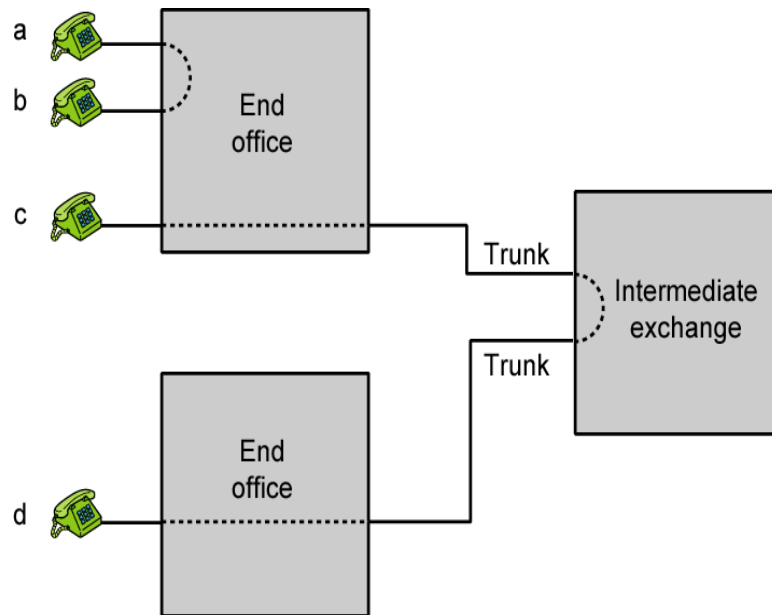 a
b
End
office
c
Trunk
Intermediate
exchange
Trunk
End
office
d